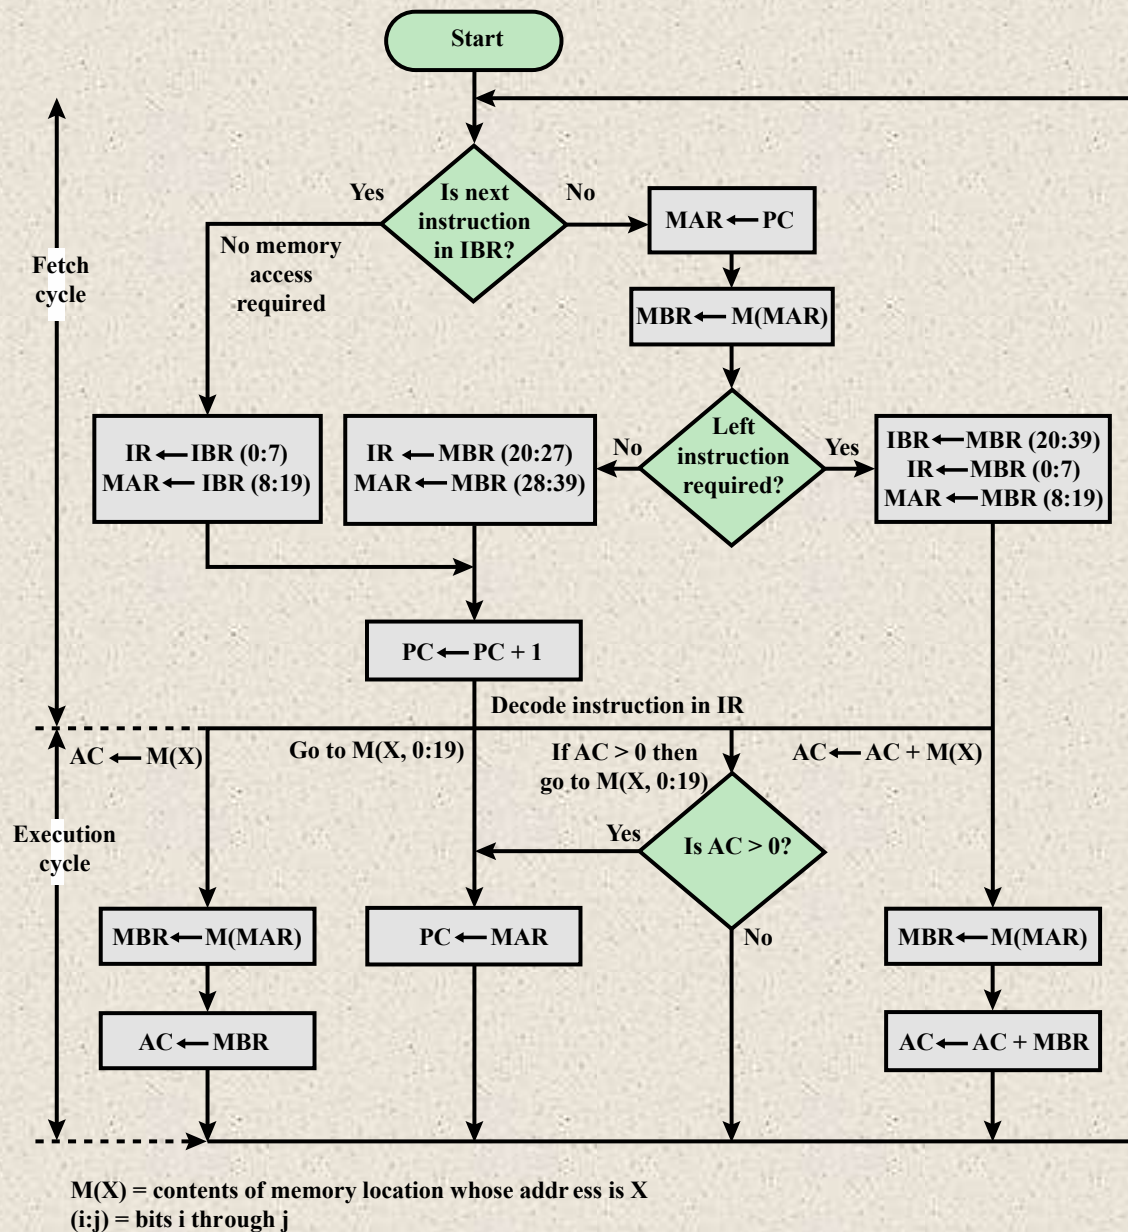 Start
Yes
Is next
instruction
in IBR?
No
MAR ← PC
No memory
access
required
Fetch
cycle
MBR ← M(MAR)
IR ← IBR (0:7)
MAR ← IBR (8:19)
IR ← MBR (20:27)
MAR ← MBR (28:39)
No
Left
instruction
required?
Yes
IBR ← MBR (20:39)
IR ← MBR (0:7)
MAR ← MBR (8:19)
PC ← PC + 1
Decode instruction in IR
AC ← M(X)
Go to M(X, 0:19)
If AC > 0 then
go to M(X, 0:19)
AC ← AC + M(X)
Execution
cycle
Yes
Is AC > 0?
No
MBR ← M(MAR)
PC ← MAR
MBR ← M(MAR)
AC ← MBR
AC ← AC + MBR
M(X) = contents of memory location whose addr ess is X
(i:j) = bits i through j